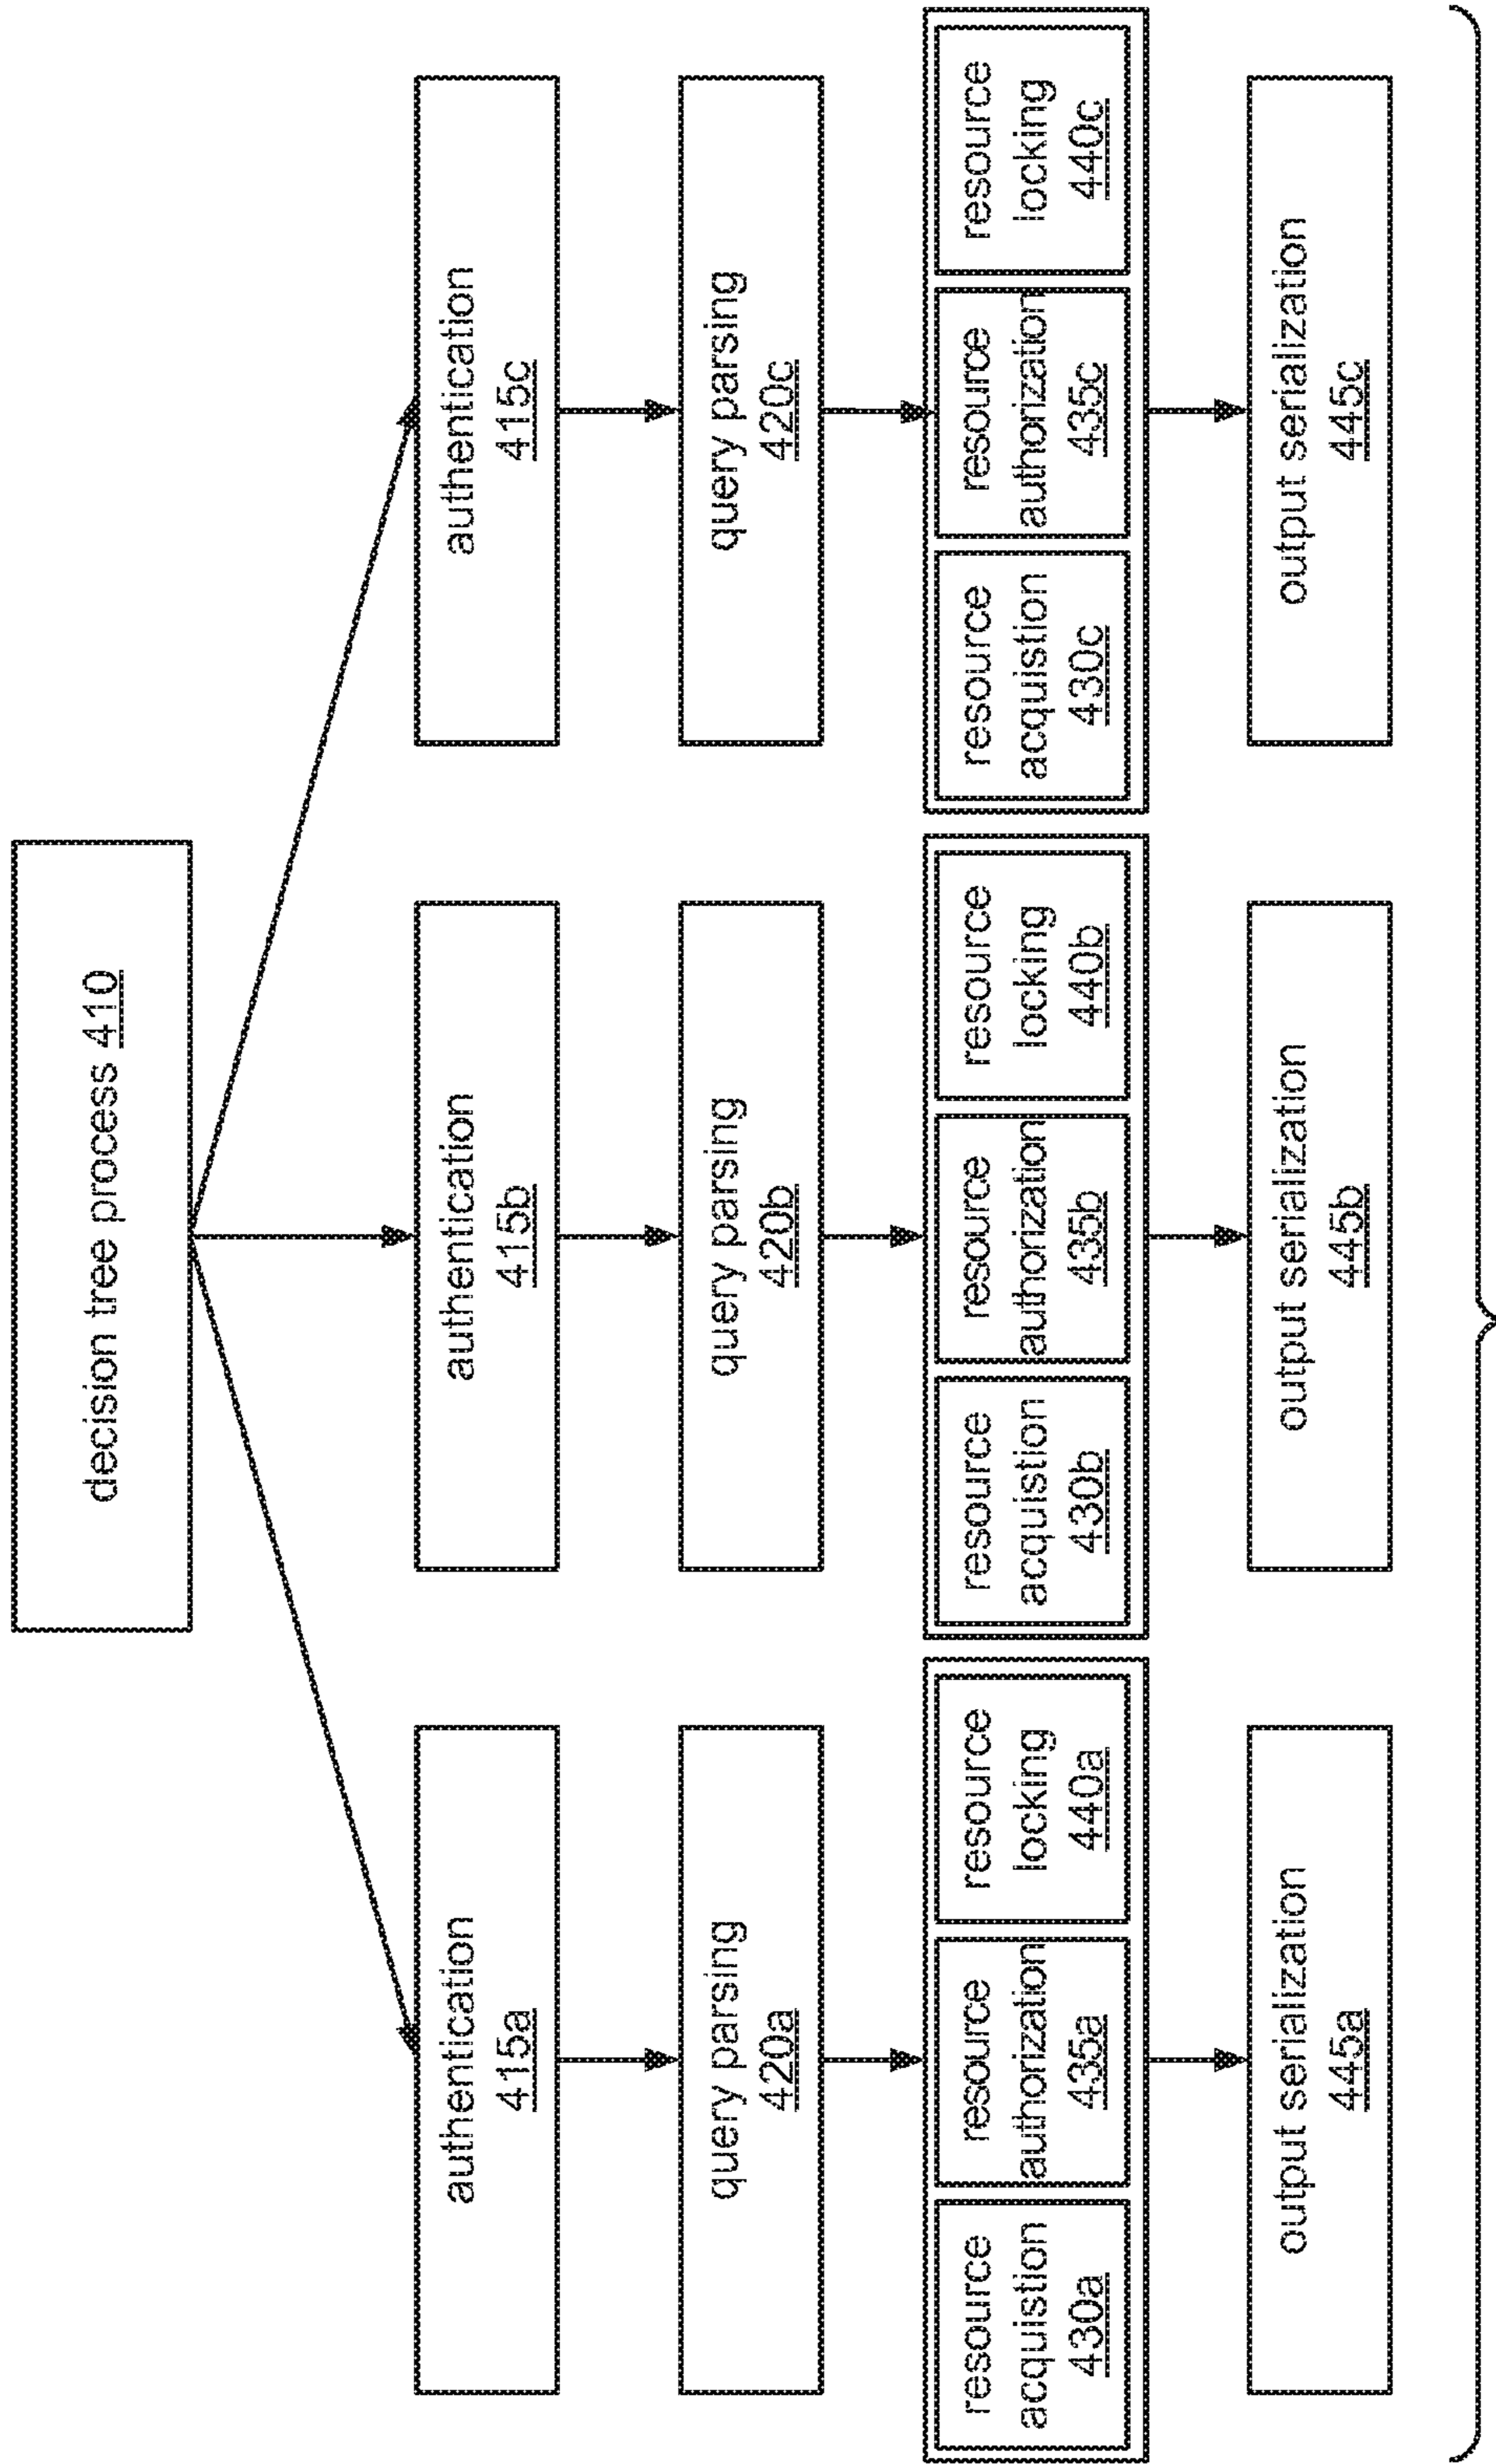 decision tree process 410
authentication
415a
authentication
415b
authentication
415c
query parsing
420a
query parsing
420b
query parsing
420c
resource
acquistion
430a
resource
authorization
435a
resource
locking
440a
resource
acquistion
430b
resource
authorization
435b
resource
locking
440b
resource
acquistion
430c
resource
authorization
435c
resource
locking
440c
output serialization
445a
output serialization
445b
output serialization
445c